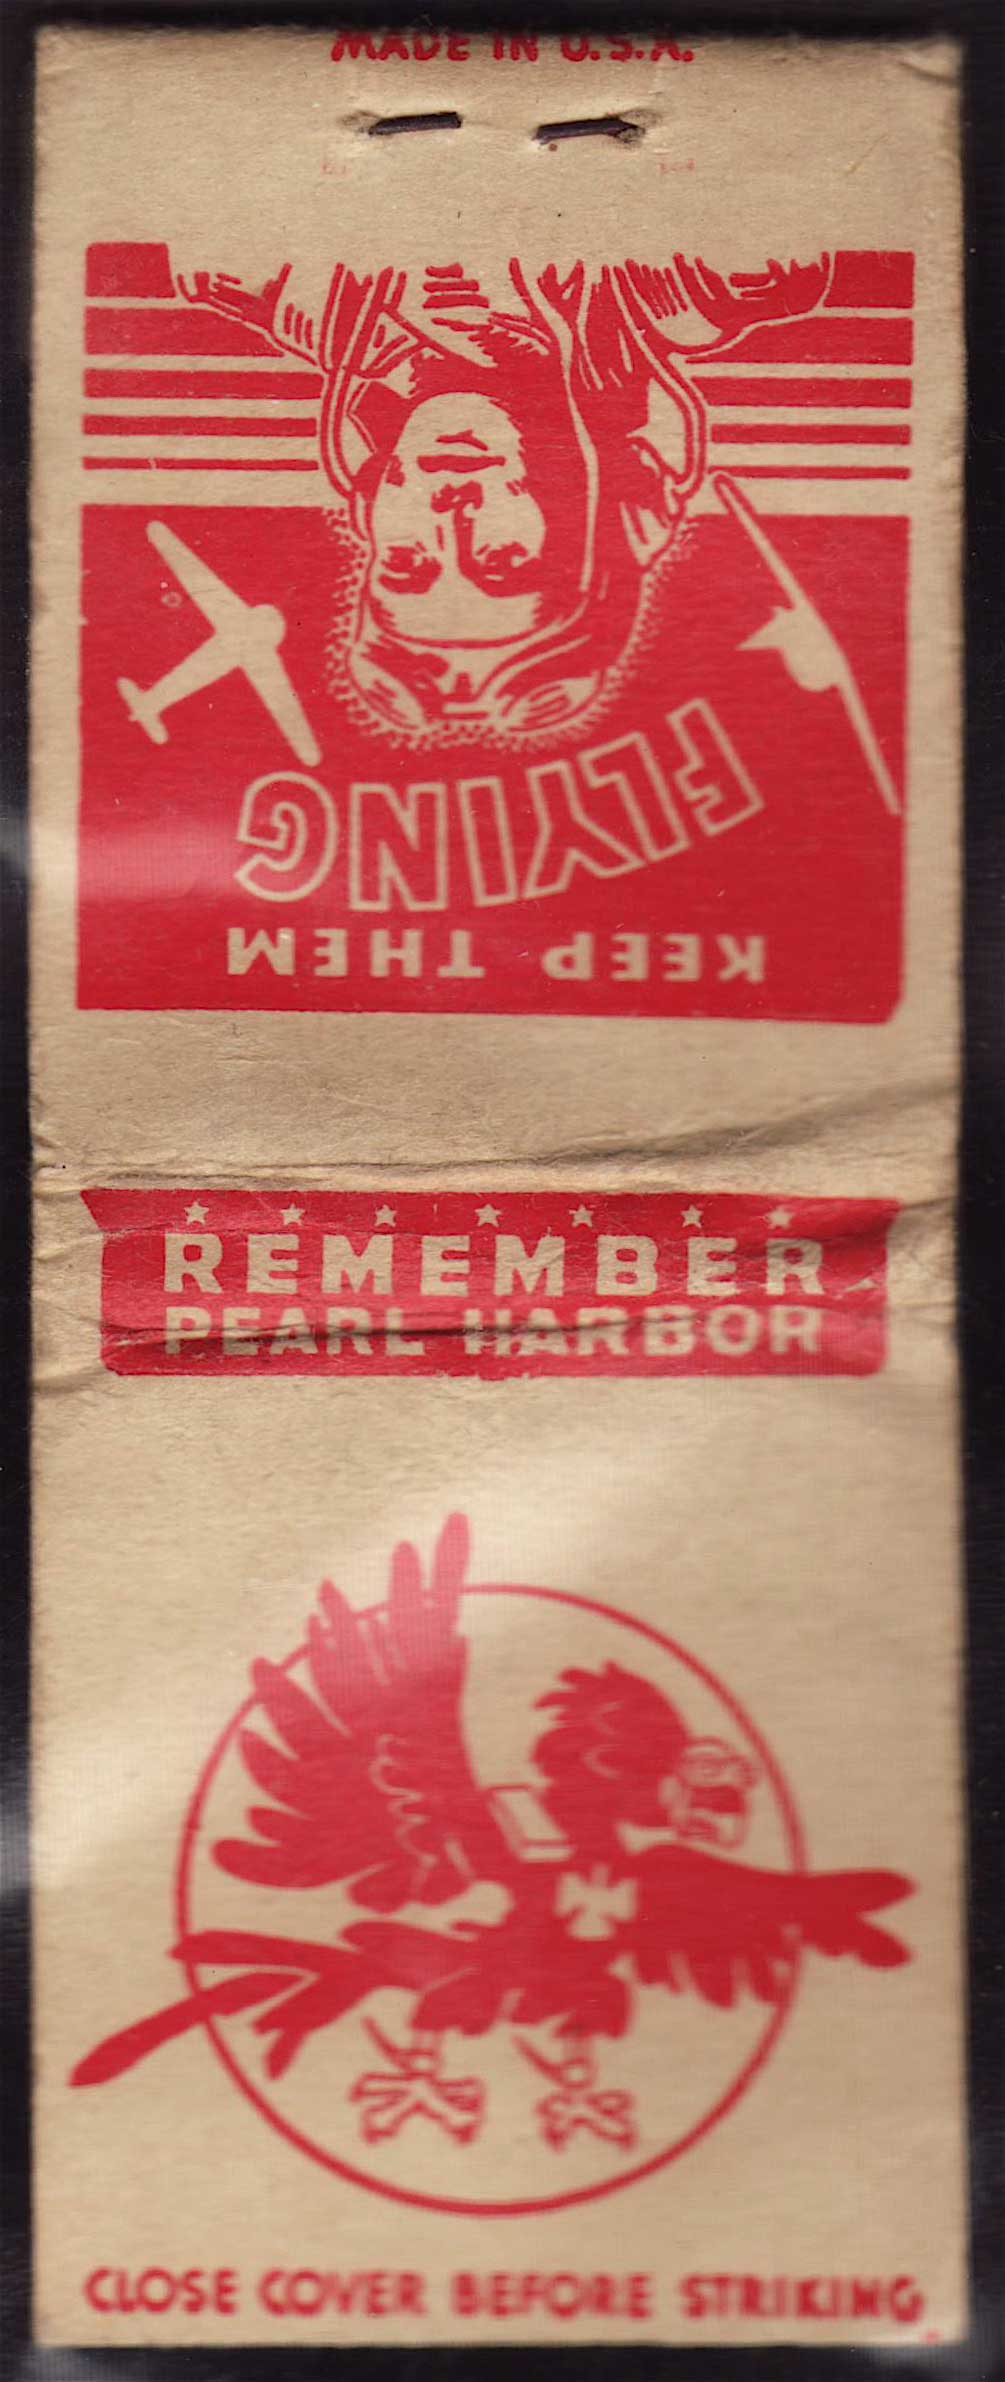 MADE IN U.S.A.
KEEP THEM
FLYING
REMEMBER
PEARL HARBOR
CLOSE COVER BEFORE STRIKING